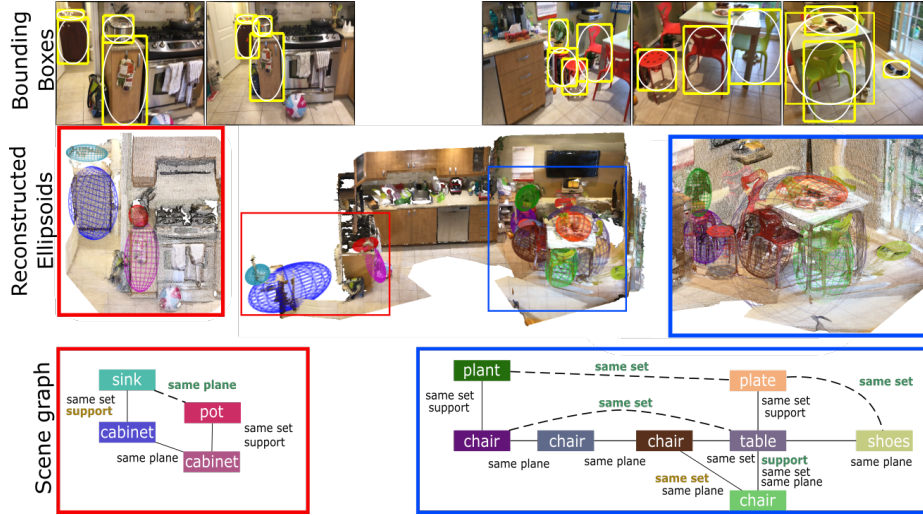 Bounding
Boxes
Reconstructed
Ellipsoids
Scene graph
sink
same plane
same set
support
pot
cabinet
same set
support
same plane
cabinet
plant
same set
plate
same set
same set
support
same set
same set
support
chair
chair
chair
table
shoes
same plane
same plane
same set
support
same plane
same set
same set
same plane
same plane
chair